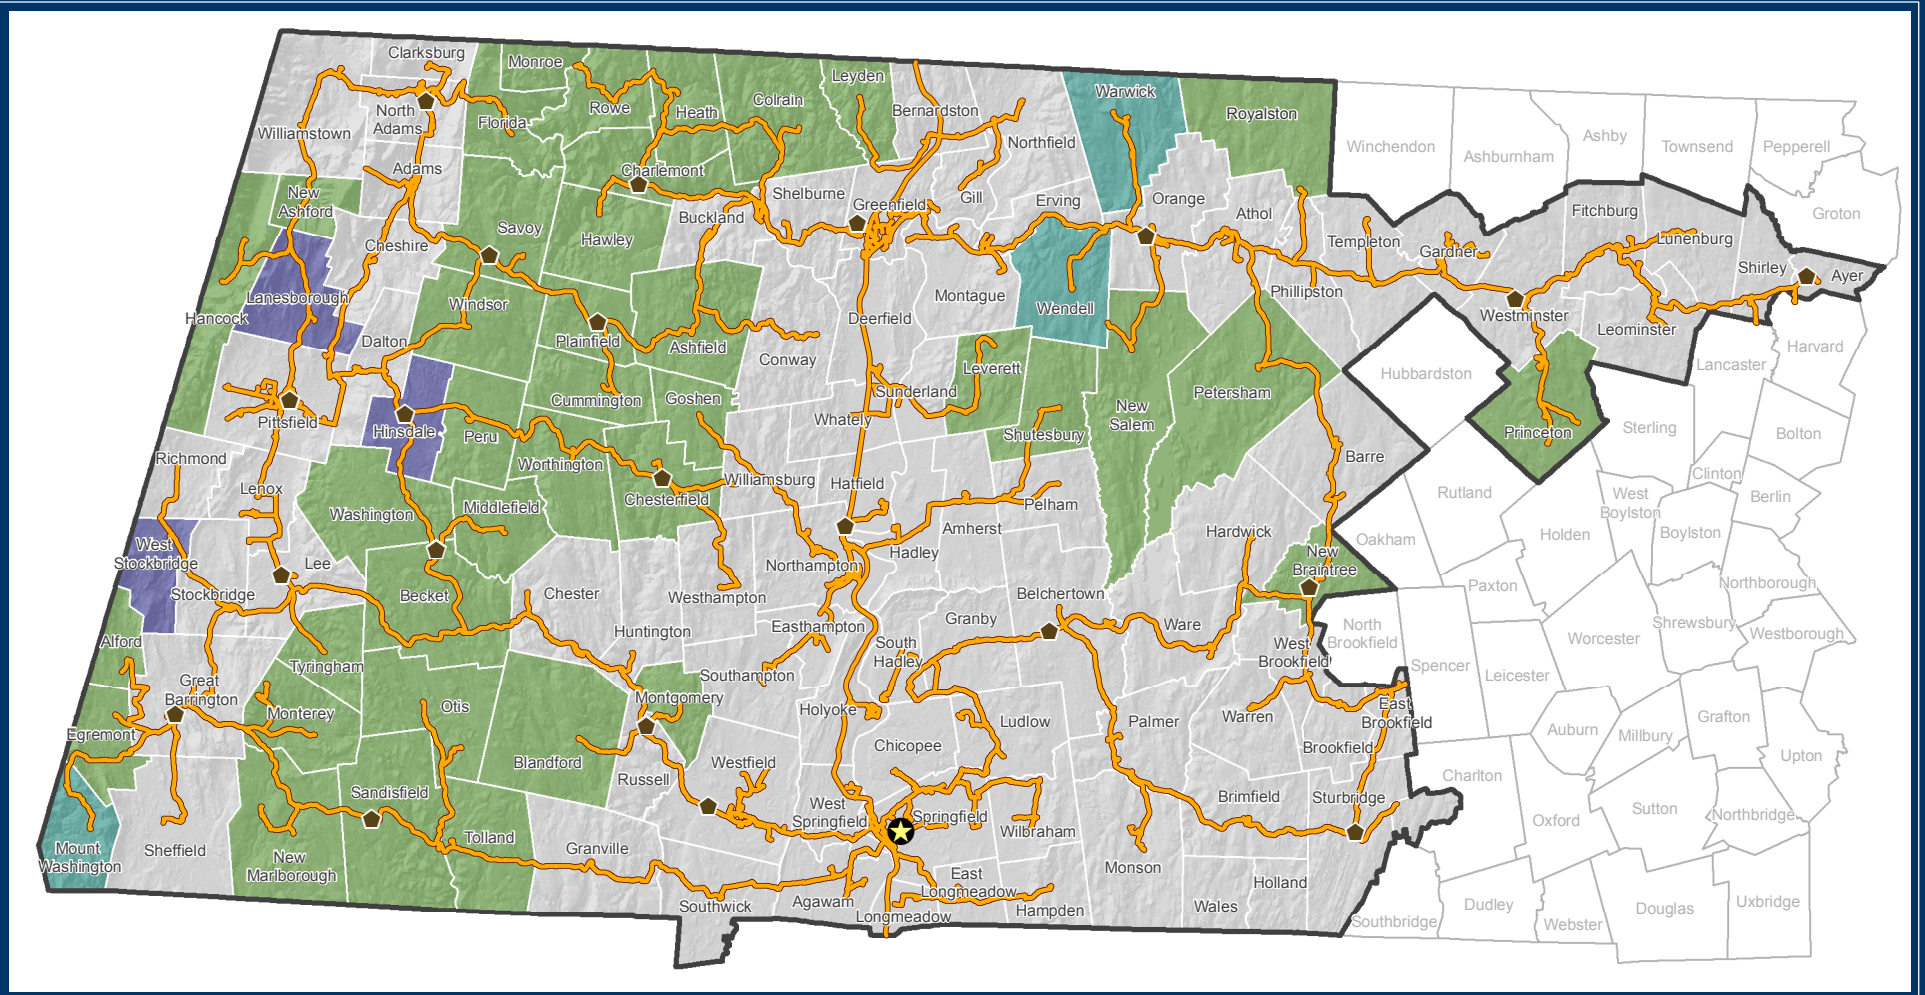 Clarksburg
Monroe
Leyden
Rowe
Heath
Colrain
Bernardston
Warwick
Royalston
North
Adams
Florida
Williamstown
Northfield
Winchendon
Ashburnham
Ashby
Townsend
Pepperell
Adams
Charlemont
Shelburne
Greenfield
Gill
Erving
Orange
Athol
New
Ashford
Buckland
Savoy
Hawley
Cheshire
Templeton
Gardner
Fitchburg
Lunenburg
Groton
Shirley
Ayer
Lanesborough
Hancock
Windsor
Montague
Wendell
Phillipston
Westminster
Leominster
Dalton
Plainfield
Ashfield
Deerfield
Conway
Harvard
Lancaster
Hubbardston
Leverett
Sunderland
Petersham
Cummington
Goshen
New
Salem
Pittsfield
Hinsdale
Peru
Whately
Shutesbury
Princeton
Sterling
Bolton
Richmond
Worthington
Barre
Clinton
Lenox
Chesterfield
Williamsburg
Hatfield
Pelham
Rutland
West
Boylston
Berlin
Washington
Middlefield
Amherst
Hardwick
Oakham
Holden
Boylston
West
Stockbridge
Lee
Hadley
Northampton
New
Braintree
Stockbridge
Becket
Chester
Westhampton
Belchertown
Paxton
Northborough
Granby
Ware
Huntington
Easthampton
South
Hadley
North
Brookfield
Worcester
Shrewsbury
Westborough
Alford
Tyringham
West
Brookfield
Spencer
Leicester
Southampton
Great
Barrington
Monterey
Otis
Montgomery
Holyoke
Ludlow
Palmer
Warren
East
Brookfield
Auburn
Millbury
Grafton
Egremont
Blandford
Russell
Westfield
Chicopee
Brookfield
Upton
Charlton
Sandisfield
West
Springfield
Springfield
Wilbraham
Brimfield
Sturbridge
Oxford
Sutton
Northbridge
Mount
Washington
Sheffield
New
Marlborough
Tolland
Granville
Monson
East
Longmeadow
Holland
Southwick
Agawam
Longmeadow
Hampden
Wales
Southbridge
Dudley
Webster
Douglas
Uxbridge